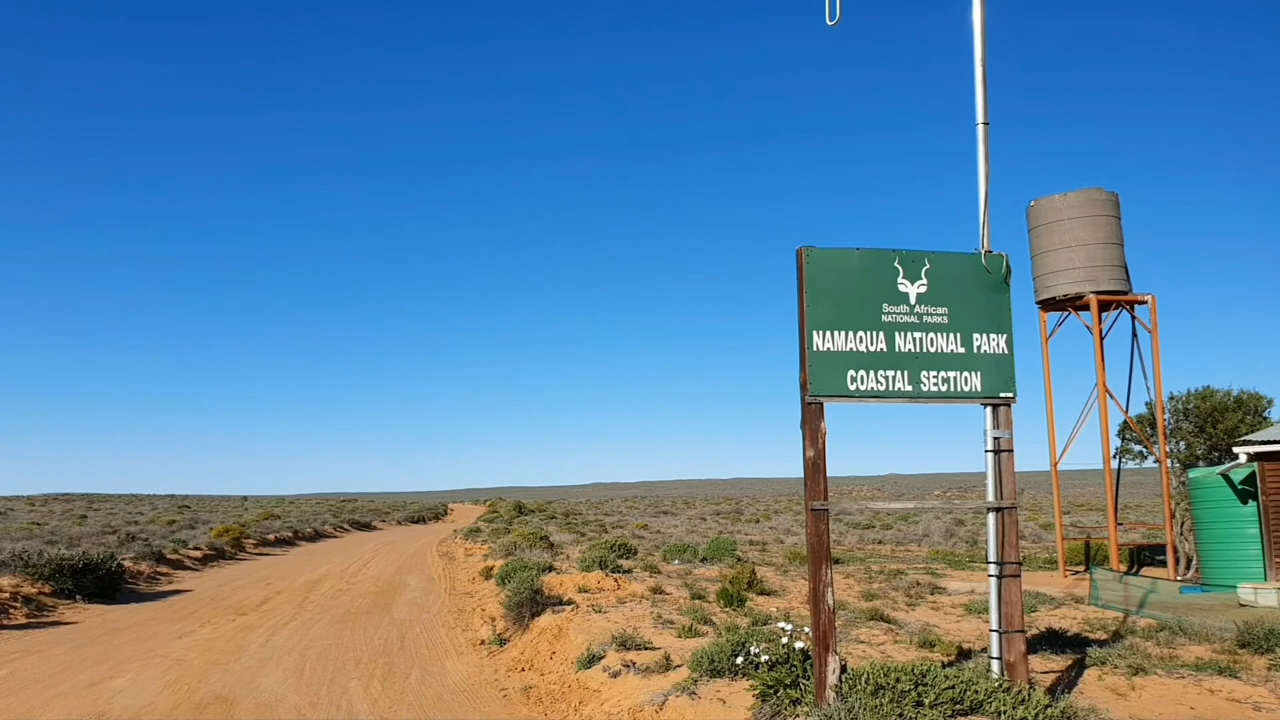 South African
NATIONAL PARKS
NAMAQUA NATIONAL PARK
COASTAL SECTION